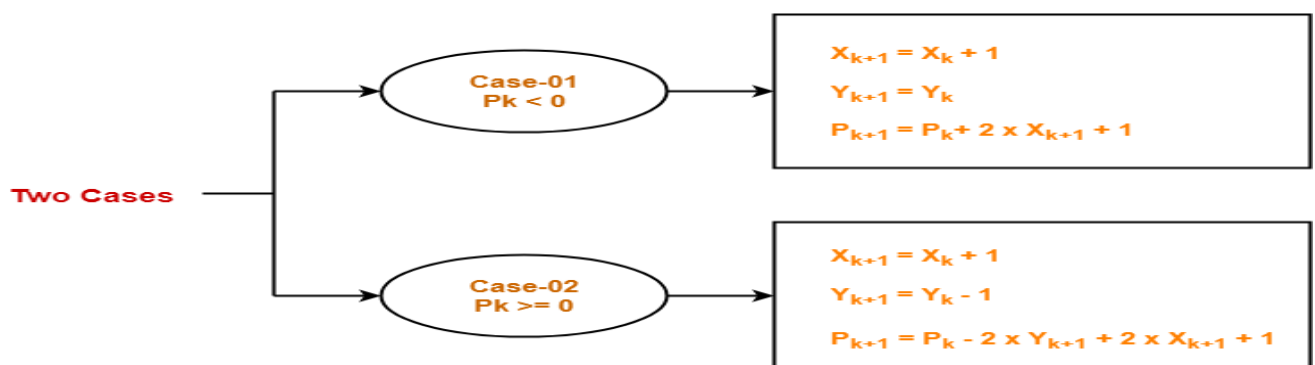 Two Cases
Case-01
Pk < 0
Xk+1 = Xk + 1
Yk+1 = Yk
Pk+1 = Pk+ 2 x Xk+1 + 1
Case-02
Pk >= 0
Xk+1 = Xk + 1
Yk+1 = Yk - 1
Pk+1 = Pk - 2 x Yk+1 + 2 x Xk+1 + 1